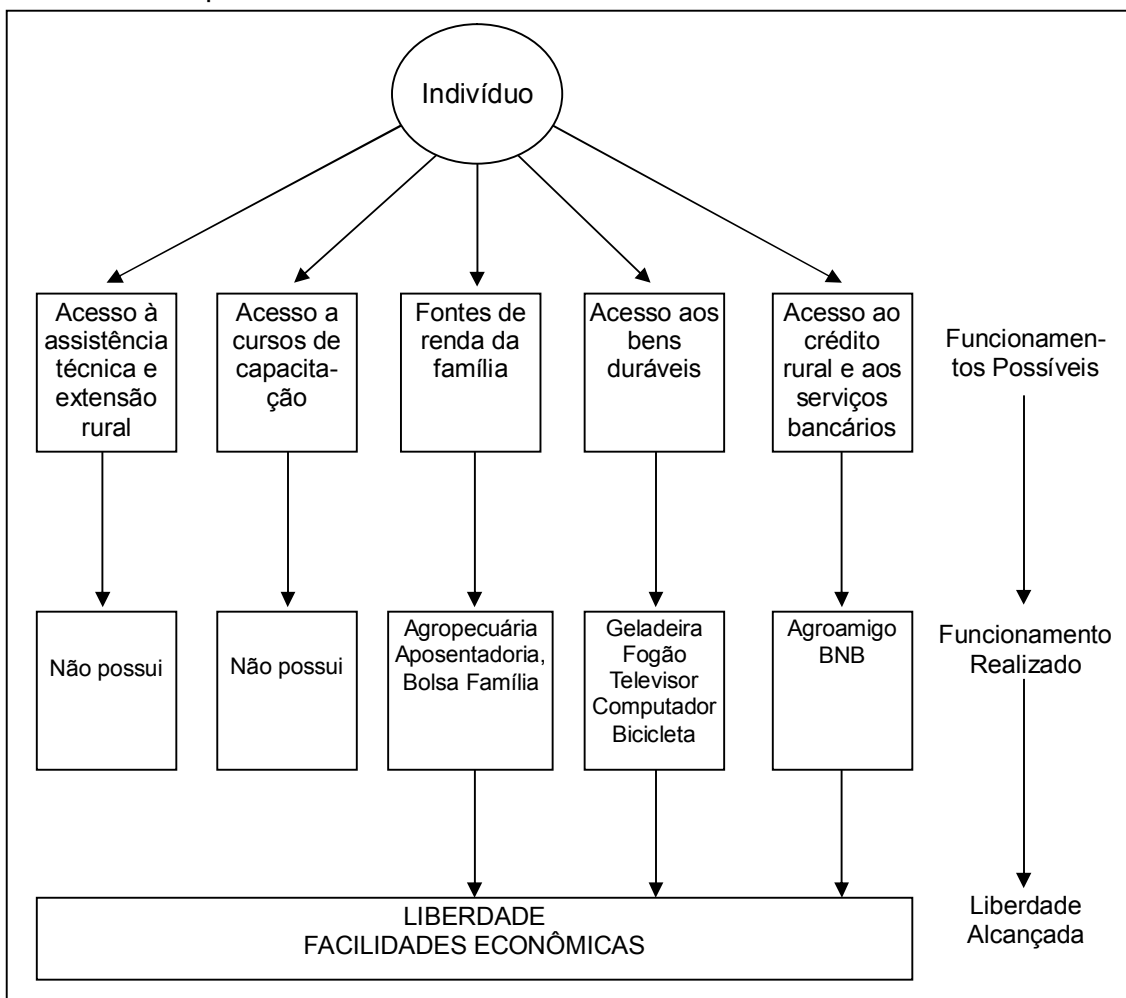 Indivíduo
Acesso à
assistência
técnica e
extensão
rural
Acesso a
cursos de
capacita-
ção
Fontes de
renda da
família
Acesso aos
bens
duráveis
Acesso ao
crédito
rural e aos
serviços
bancários
Funcionamen-
tos Possíveis
Não possui
Não possui
Agropecuária
Aposentadoria,
Bolsa Família
Geladeira
Fogão
Televisor
Computador
Bicicleta
Agroamigo
BNB
Funcionamento
Realizado
LIBERDADE
FACILIDADES ECONÔMICAS
Liberdade
Alcançada